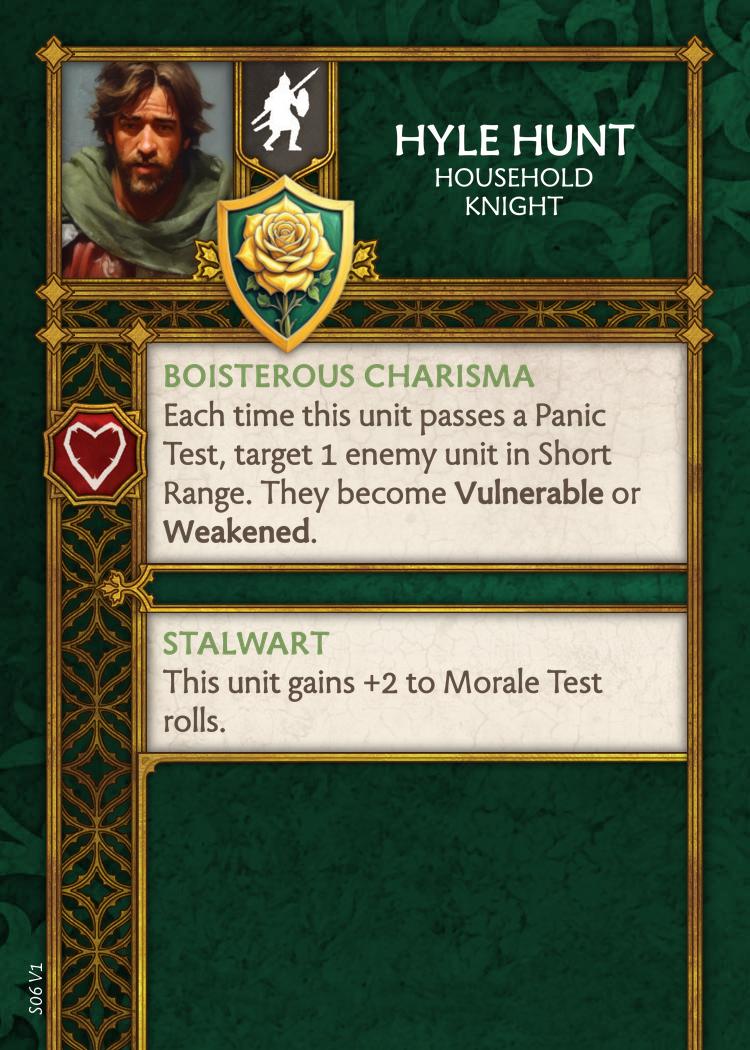 HYLE HUNT
HOUSEHOLD
KNIGHT
BOISTEROUS CHARISMA
Each time this unit passes a Panic
Test, target 1 enemy unit in Short
Range. They become Vulnerable or
Weakened.
STALWART
This unit gains +2 to Morale Test
rolls.
S06 V1